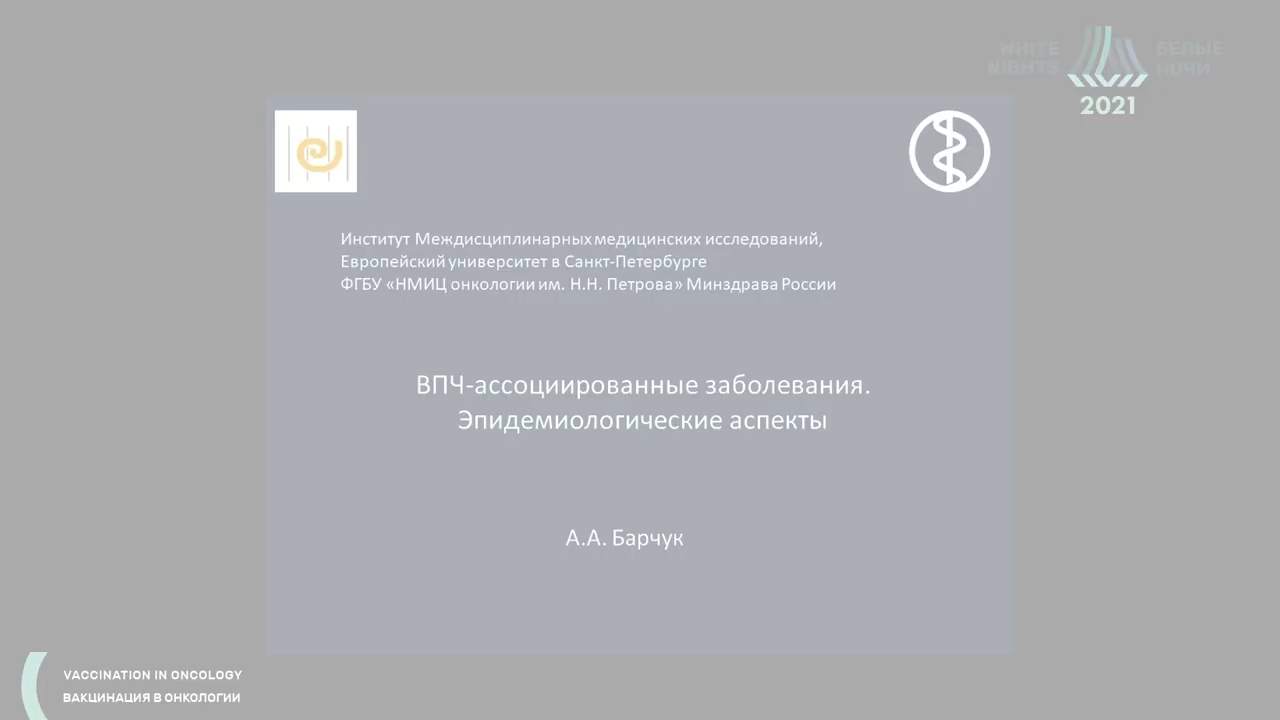 WHITE
NIGHTS
БЕЛЫЕ
НОЧИ
2021
Институт Междисциплинарных медицинских исследований,
Европейский университет в Санкт-Петербурге
ФГБУ «НМИЦ онкологии им. Н.Н. Петрова» Минздрава России
ВПЧ-ассоциированные заболевания.
Эпидемиологические аспекты
А.А. Барчук
VACCINATION IN ONCOLOGY
ВАКЦИНАЦИЯ В ОНКОЛОГИИ